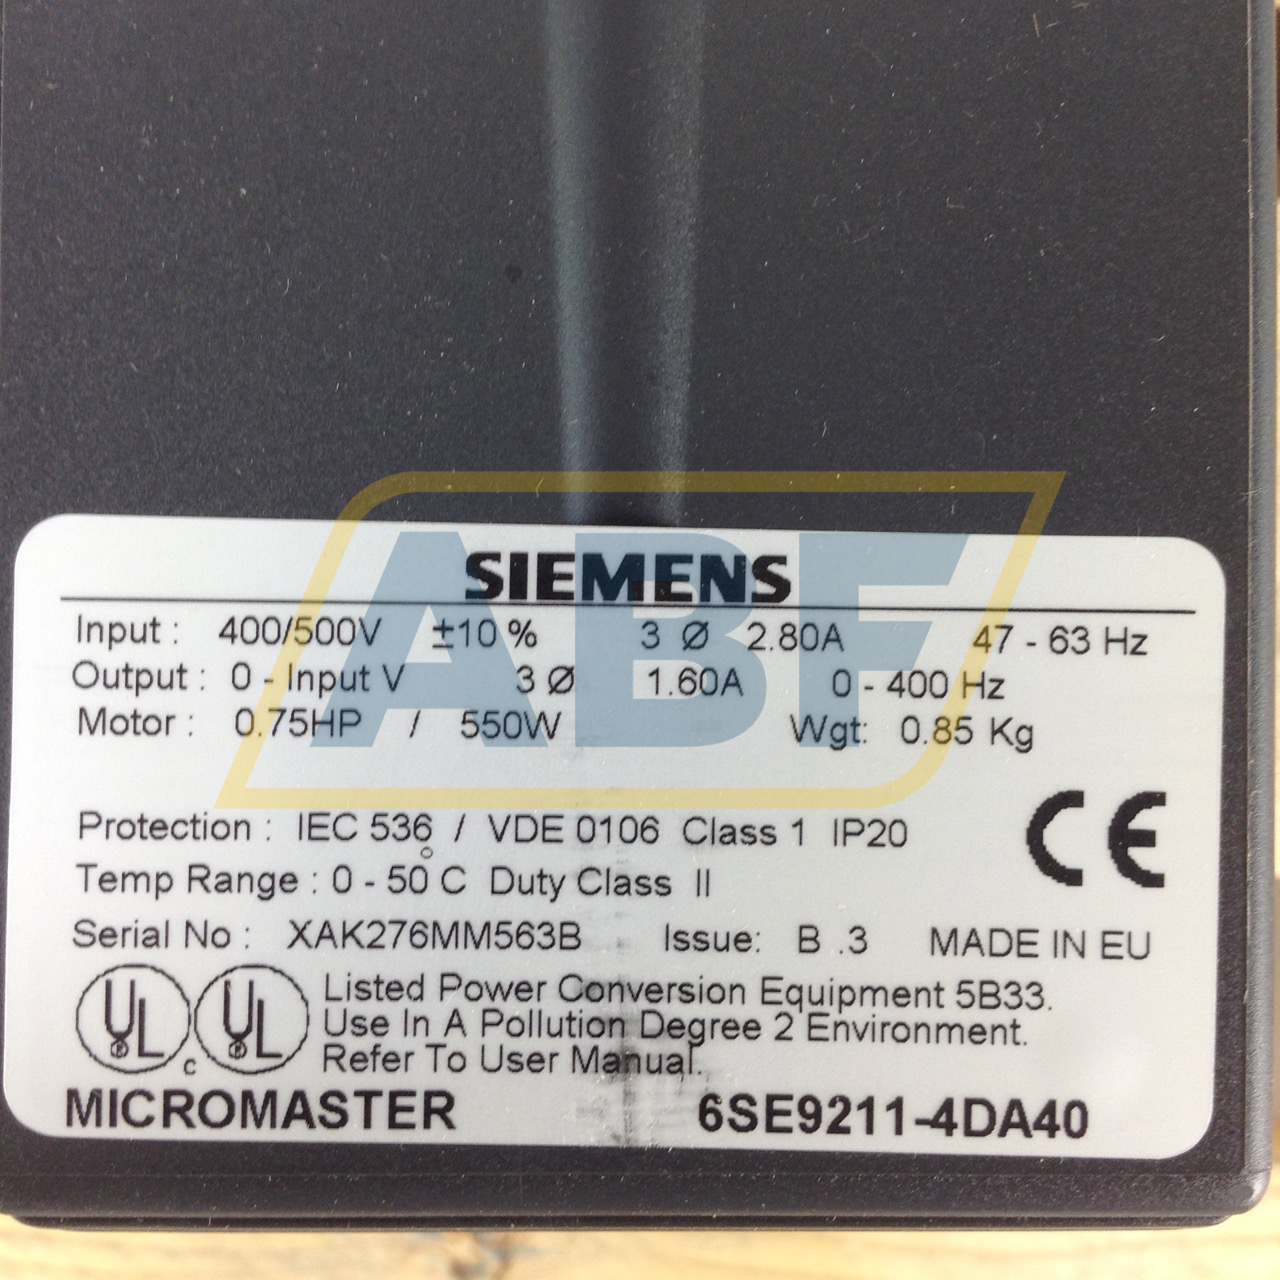 SIEMENS
Input : 400/500V ±10 % 3 Ø 2.80A 47 - 63 Hz
Output : 0 - Input V 3 Ø 1.60A 0 - 400 Hz
Motor : 0.75HP / 550W Wgt: 0.85 Kg
Protection : IEC 536 / VDE 0106 Class 1 IP20
Temp Range : 0 - 50°C Duty Class II
CE
Serial No : XAK276MM563B Issue: B .3 MADE IN EU
UL ® c UL ®
Listed Power Conversion Equipment 5B33.
Use In A Pollution Degree 2 Environment.
Refer To User Manual.
MICROMASTER 6SE9211-4DA40
ABF